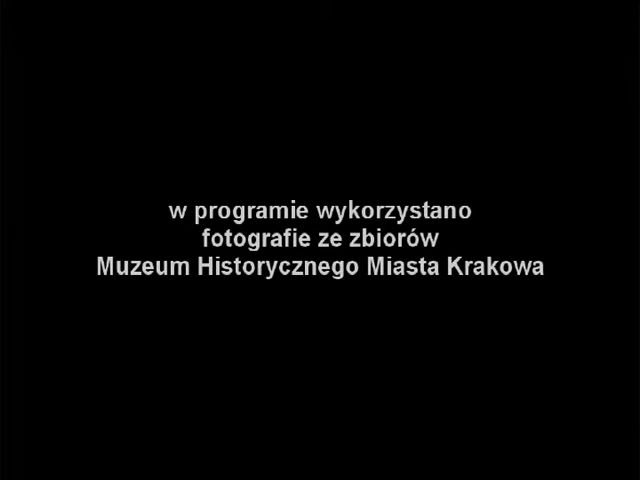 w programie wykorzystano
fotografie ze zbiorów
Muzeum Historycznego Miasta Krakowa